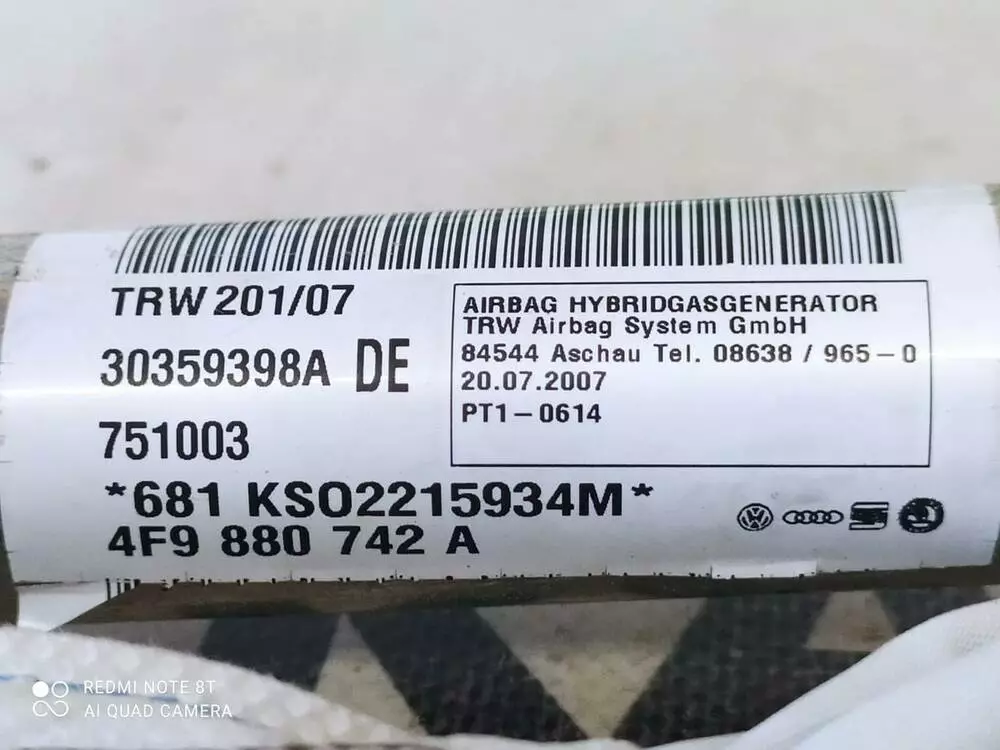 TRW 201/07
30359398A DE
751003
AIRBAG HYBRIDGASGENERATOR
TRW Airbag System GmbH
84544 Aschau Tel. 08638 / 965-0
20.07.2007
PT1-0614
*681 KS02215934M*
4F9 880 742 A
REDMI NOTE 8T
AI QUAD CAMERA